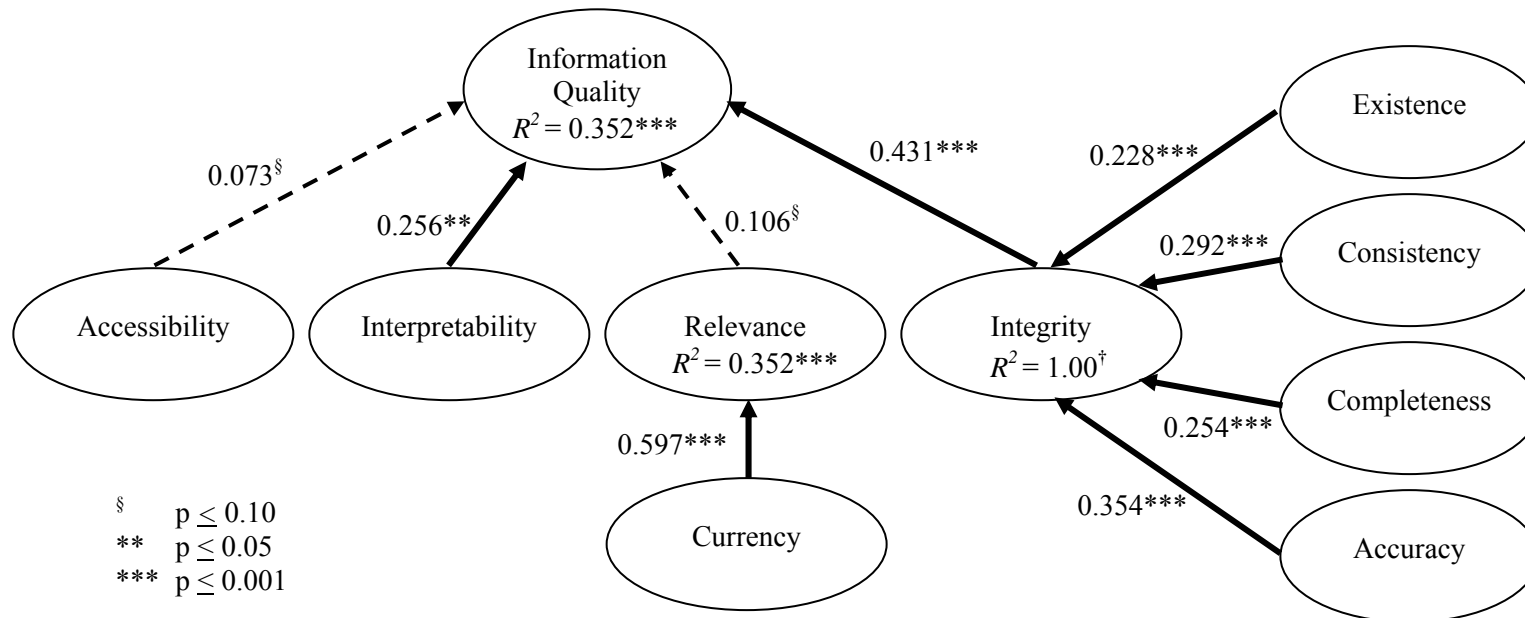 Information
Quality
R² = 0.352***
Existence
0.431***
0.228***
0.073§
0.256**
0.106§
0.292***
Consistency
Accessibility
Interpretability
Relevance
R² = 0.352***
Integrity
R² = 1.00†
Completeness
0.254***
0.597***
0.354***
Currency
Accuracy
§ p ≤ 0.10
** p ≤ 0.05
*** p ≤ 0.001